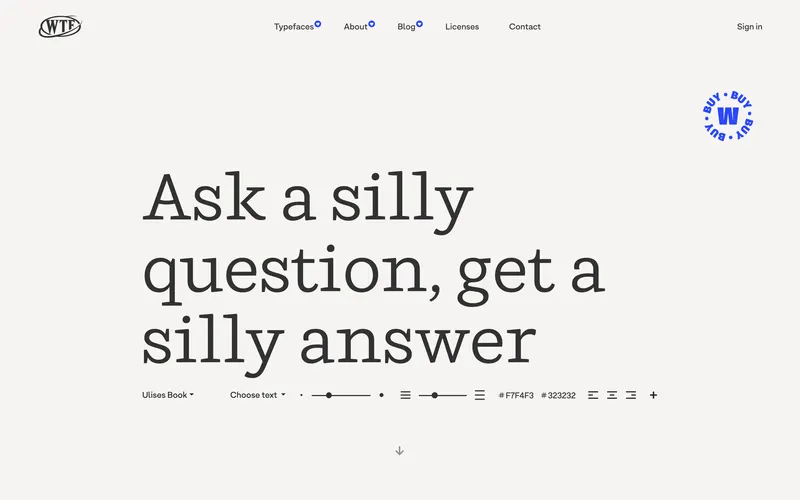 WTF
Typefaces
About
Blog
Licenses
Contact
Sign in
BUY • BUY • BUY • BUY •
W
Ask a silly
question, get a
silly answer
Ulises Book
Choose text
#F7F4F3
#323232